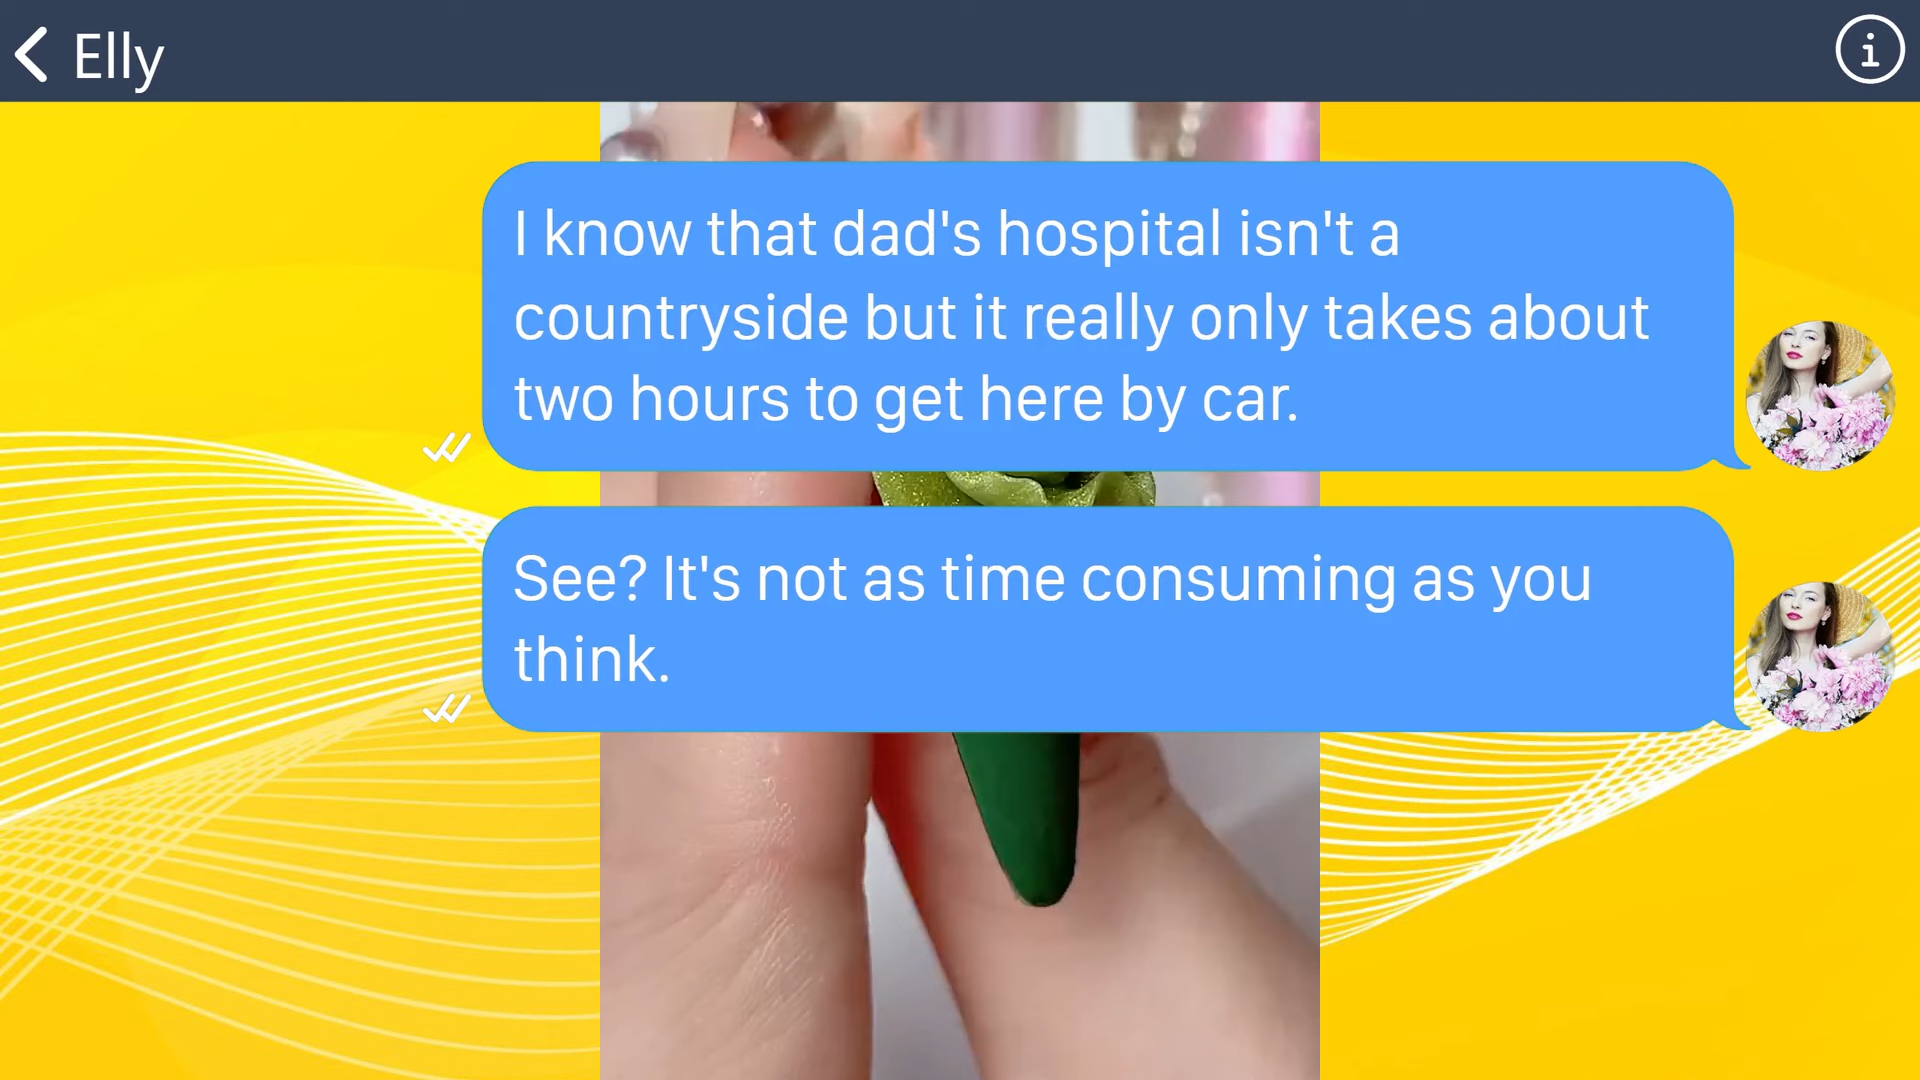 Elly
I know that dad's hospital isn't a
countryside but it really only takes about
two hours to get here by car.
See? It's not as time consuming as you
think.